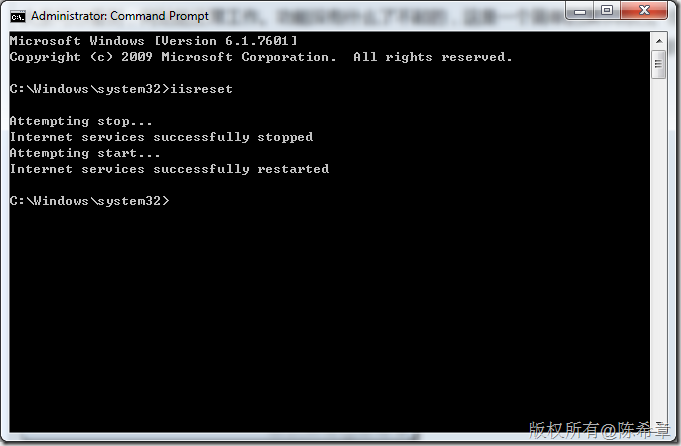 Administrator: Command Prompt
Microsoft Windows [Version 6.1.7601]
Copyright (c) 2009 Microsoft Corporation.  All rights reserved.
C:\Windows\system32>iisreset
Attempting stop...
Internet services successfully stopped
Attempting start...
Internet services successfully restarted
C:\Windows\system32>
版权所有@陈希章